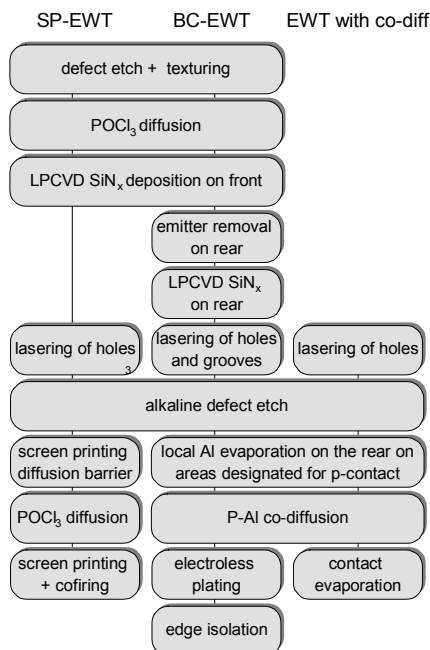 SP-EWT BC-EWT EWT with co-diff
defect etch + texturing
POCl₃ diffusion
LPCVD SiNₓ deposition on front
emitter removal
on rear
LPCVD SiNₓ
on rear
lasering of holes
3
lasering of holes
and grooves
lasering of holes
alkaline defect etch
screen printing
diffusion barrier
local Al evaporation on the rear on
areas designated for p-contact
POCl₃ diffusion
P-Al co-diffusion
screen printing
+ cofiring
electroless
plating
contact
evaporation
edge isolation